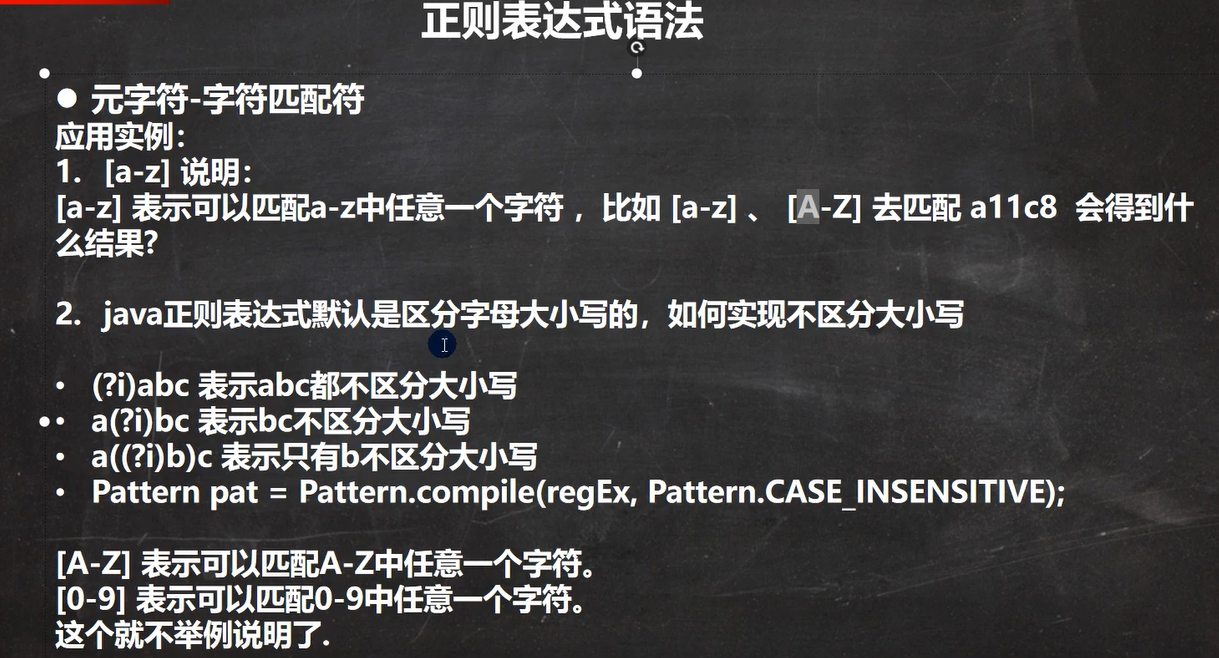 正则表达式语法
● 元字符-字符匹配符
应用实例：
1. [a-z] 说明：
[a-z] 表示可以匹配a-z中任意一个字符 ，比如 [a-z] 、 [A-Z] 去匹配 a11c8 会得到什
么结果?
2. java正则表达式默认是区分字母大小写的，如何实现不区分大小写
• (?i)abc 表示abc都不区分大小写
• a(?i)bc 表示bc不区分大小写
• a((?i)b)c 表示只有b不区分大小写
• Pattern pat = Pattern.compile(regEx, Pattern.CASE_INSENSITIVE);
[A-Z] 表示可以匹配A-Z中任意一个字符。
[0-9] 表示可以匹配0-9中任意一个字符。
这个就不举例说明了.